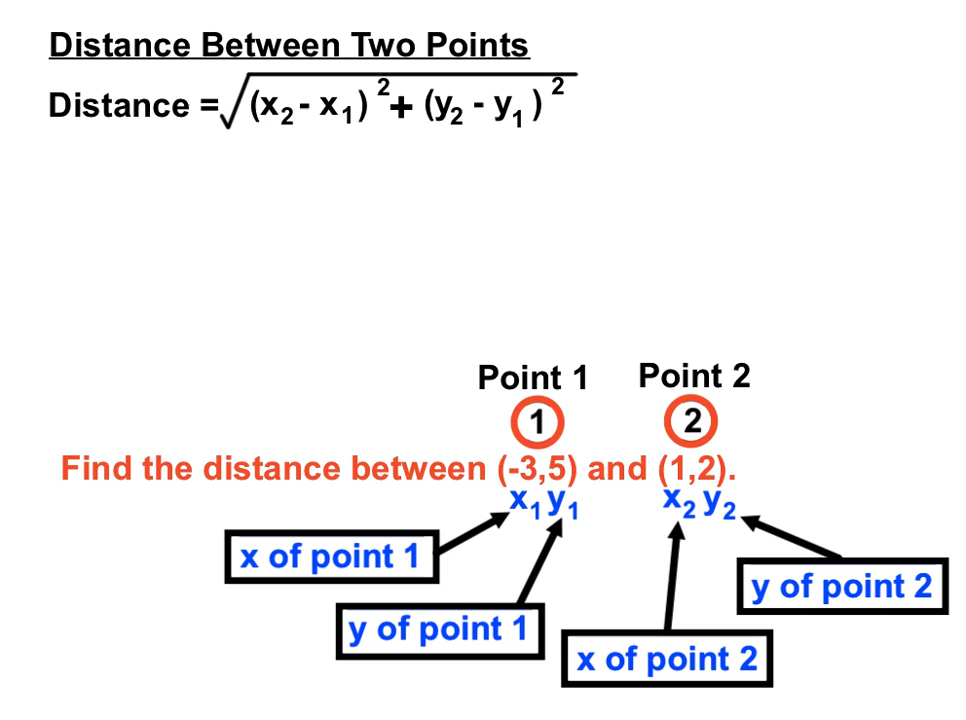 Distance Between Two Points
Distance = √(x₂ - x₁)² + (y₂ - y₁)²
Point 1 Point 2
1 2
Find the distance between (-3,5) and (1,2).
x₁ y₁ x₂ y₂
x of point 1
y of point 2
y of point 1
x of point 2